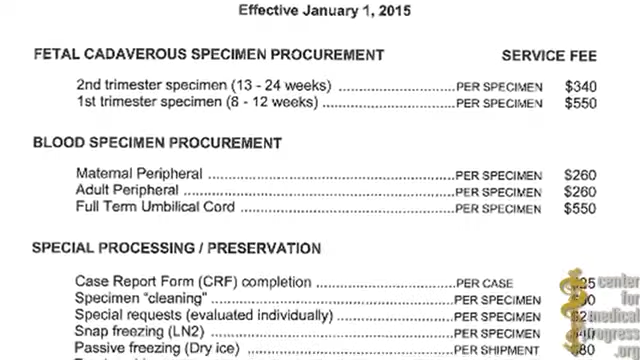 Effective January 1, 2015
FETAL CADAVEROUS SPECIMEN PROCUREMENT SERVICE FEE
2nd trimester specimen (13 - 24 weeks) ........................PER SPECIMEN $340
1st trimester specimen (8 - 12 weeks) ........................PER SPECIMEN $550
BLOOD SPECIMEN PROCUREMENT
Maternal Peripheral ........................PER SPECIMEN $260
Adult Peripheral ........................PER SPECIMEN $260
Full Term Umbilical Cord ........................PER SPECIMEN $550
SPECIAL PROCESSING / PRESERVATION
Case Report Form (CRF) completion ........................PER CASE
Specimen “cleaning” ........................PER SPECIMEN
Special requests (evaluated individually) ........................PER SPECIMEN
Snap freezing (LN2) ........................PER SPECIMEN
Passive freezing (Dry ice) ........................PER SHIPMENT
center
for
medical
progress
.org